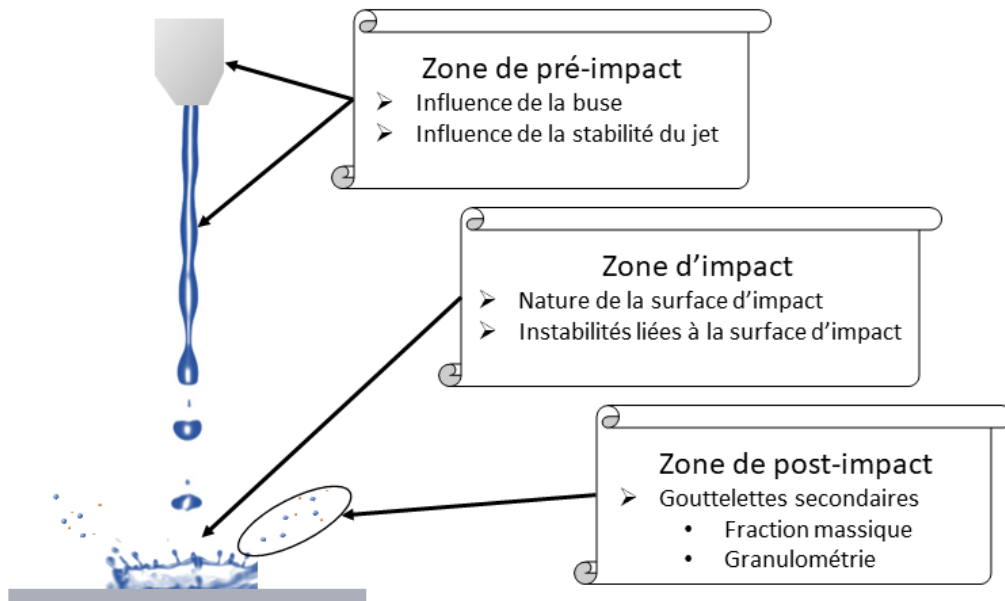 Zone de pré-impact
➢ Influence de la buse
➢ Influence de la stabilité du jet
Zone d’impact
➢ Nature de la surface d’impact
➢ Instabilités liées à la surface d’impact
Zone de post-impact
➢ Gouttelettes secondaires
• Fraction massique
• Granulométrie